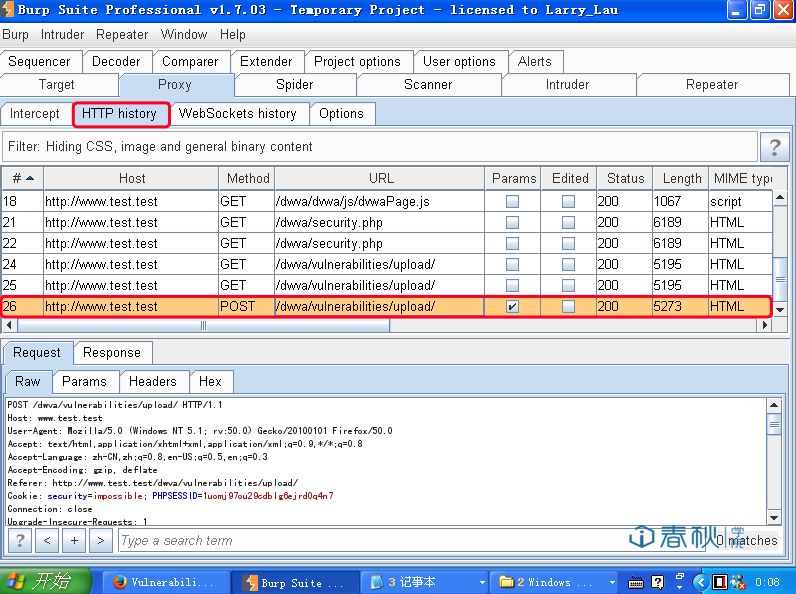 Burp Suite Professional v1.7.03 - Temporary Project - licensed to Larry_Lau
Burp Intruder Repeater Window Help
Sequencer Decoder Comparer Extender Project options User options Alerts
Target Proxy Spider Scanner Intruder Repeater
Intercept HTTP history WebSockets history Options
Filter: Hiding CSS, image and general binary content ?
# Host Method URL Params Edited Status Length MIME type
18 http://www.test.test GET /dvwa/dvwa/js/dvwaPage.js 200 1067 script
21 http://www.test.test GET /dvwa/security.php 200 6189 HTML
22 http://www.test.test GET /dvwa/security.php 200 6189 HTML
24 http://www.test.test GET /dvwa/vulnerabilities/upload/ 200 5195 HTML
25 http://www.test.test GET /dvwa/vulnerabilities/upload/ 200 5195 HTML
26 http://www.test.test POST /dvwa/vulnerabilities/upload/ 200 5273 HTML
Request Response
Raw Params Headers Hex
POST /dvwa/vulnerabilities/upload/ HTTP/1.1
Host: www.test.test
User-Agent: Mozilla/5.0 (Windows NT 5.1; rv:50.0) Gecko/20100101 Firefox/50.0
Accept: text/html,application/xhtml+xml,application/xml;q=0.9,*/*;q=0.8
Accept-Language: zh-CN,zh;q=0.8,en-US;q=0.5,en;q=0.3
Accept-Encoding: gzip, deflate
Referer: http://www.test.test/dvwa/vulnerabilities/upload/
Cookie: security=impossible; PHPSESSID=1uomj97ou29cdblg6ejrd0q4n7
Connection: close
Upgrade-Insecure-Requests: 1
? < + > Type a search term 0 matches
春秋学院
开始 Vulnerabili... Burp Suite ... 3 记事本 2 Windows ... 0:08